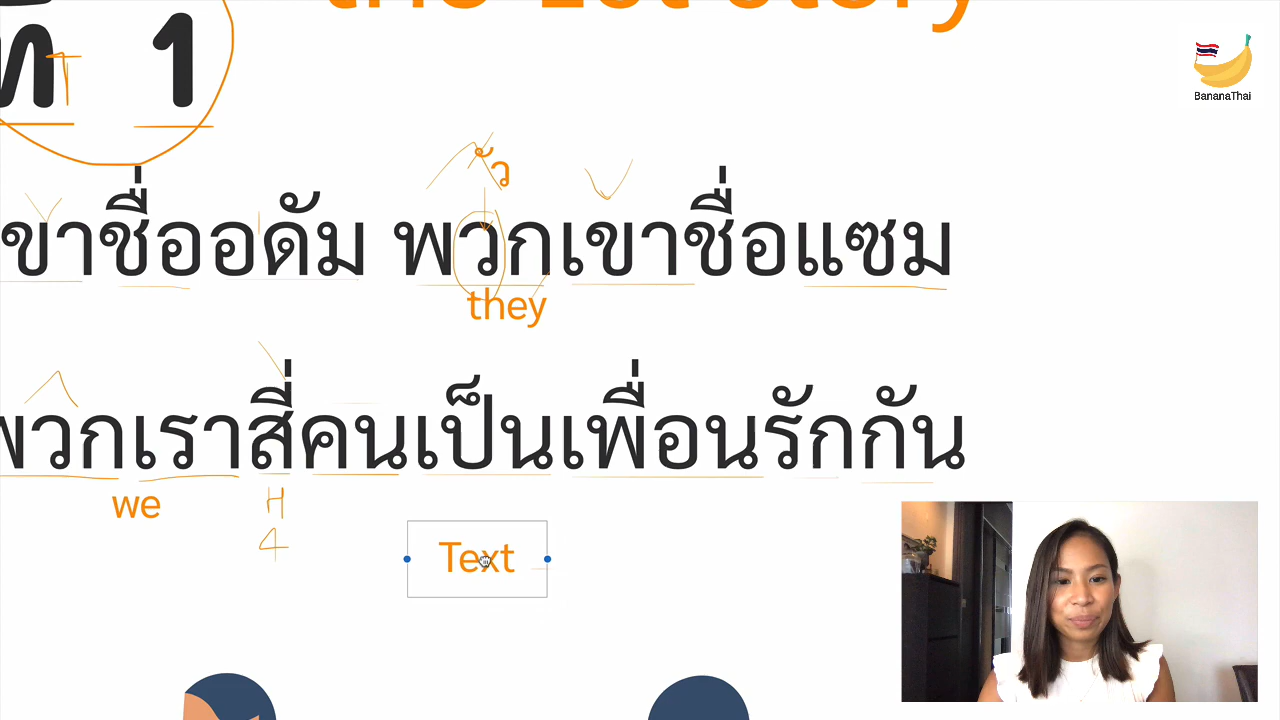 1
BananaThai
ัว
ขาชื่ออดัม พวกเขาชื่อแซม
they
พวกเราสี่คนเป็นเพื่อนรักกัน
we
H
4
Text